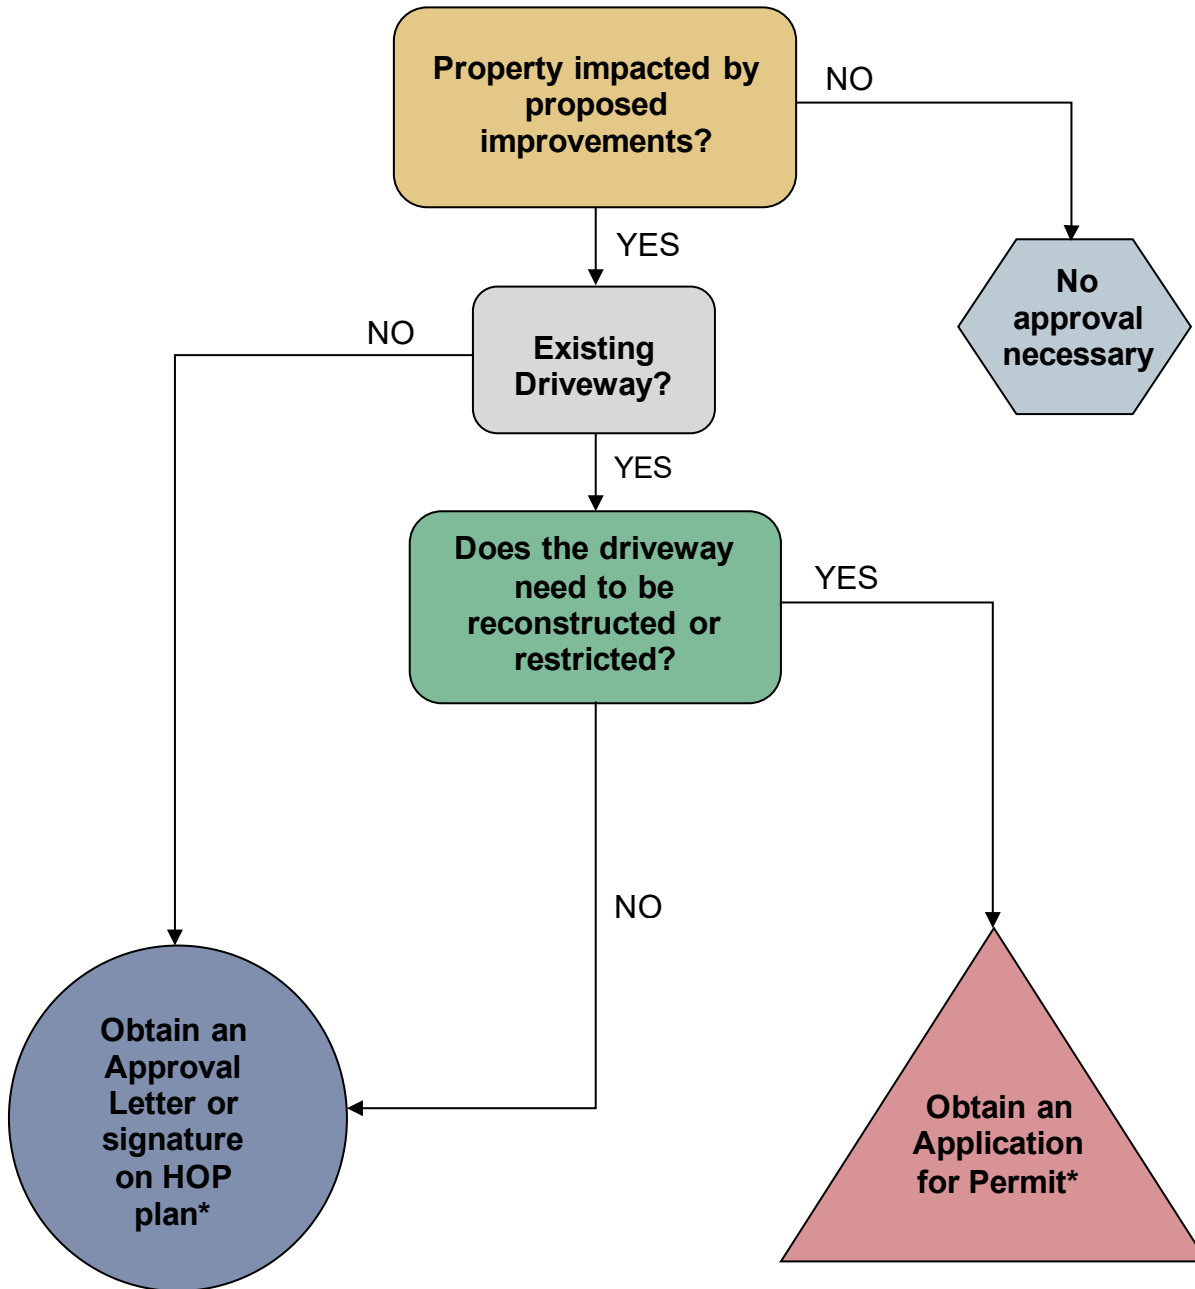 Property impacted by
proposed
improvements?
NO
YES
No
approval
necessary
NO
Existing
Driveway?
YES
Does the driveway
need to be
reconstructed or
restricted?
YES
NO
Obtain an
Approval
Letter or
signature
on HOP
plan*
Obtain an
Application
for Permit*